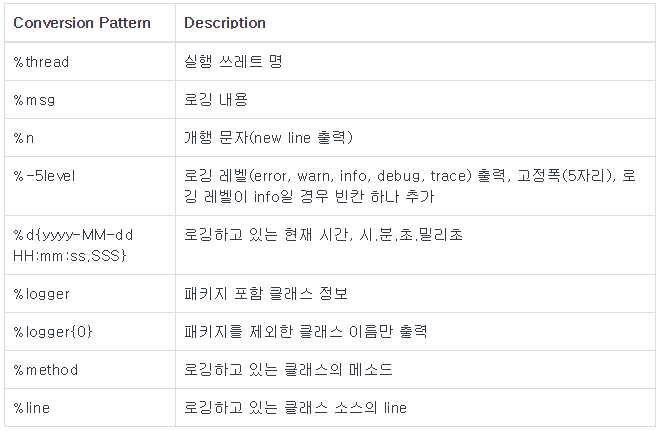 Conversion Pattern Description
%thread 실행 쓰레트 명
%msg 로깅 내용
%n 개행 문자(new line 출력)
%-5level 로깅 레벨(error, warn, info, debug, trace) 출력, 고정폭(5자리), 로
깅 레벨이 info일 경우 빈칸 하나 추가
%d{yyyy-MM-dd 로깅하고 있는 현재 시간, 시.분.초.밀리초
HH:mm:ss.SSS}
%logger 패키지 포함 클래스 정보
%logger{0} 패키지를 제외한 클래스 이름만 출력
%method 로깅하고 있는 클래스의 메소드
%line 로깅하고 있는 클래스 소스의 line